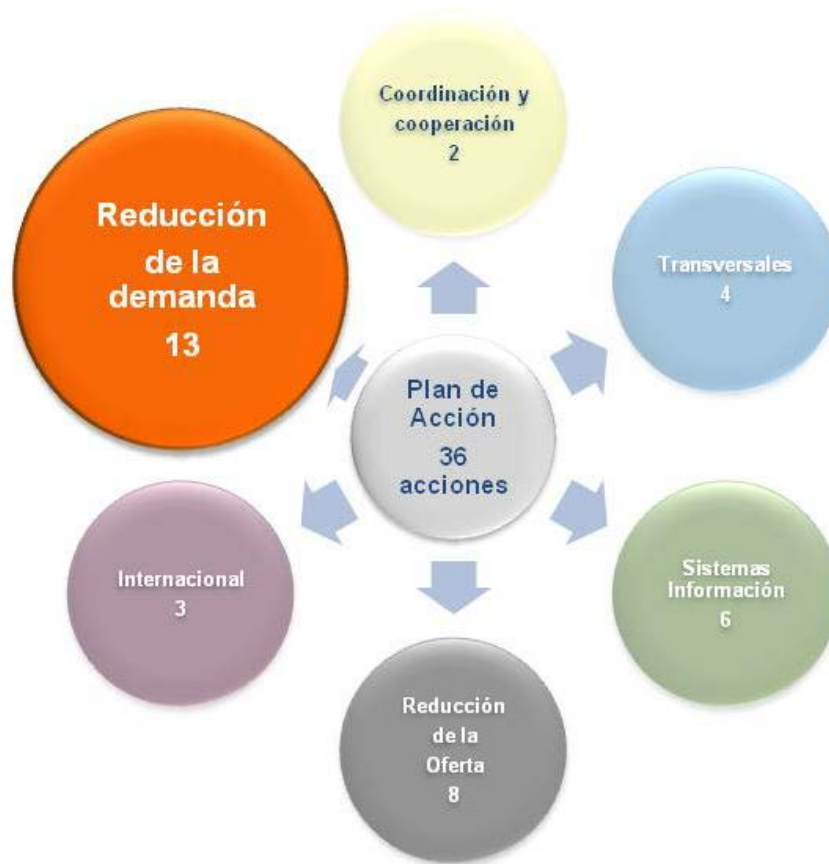 Coordinación y
cooperación
2
Reducción
de la
demanda
13
Transversales
4
Plan de
Acción
36
acciones
Internacional
3
Sistemas
Información
6
Reducción
de la
Oferta
8